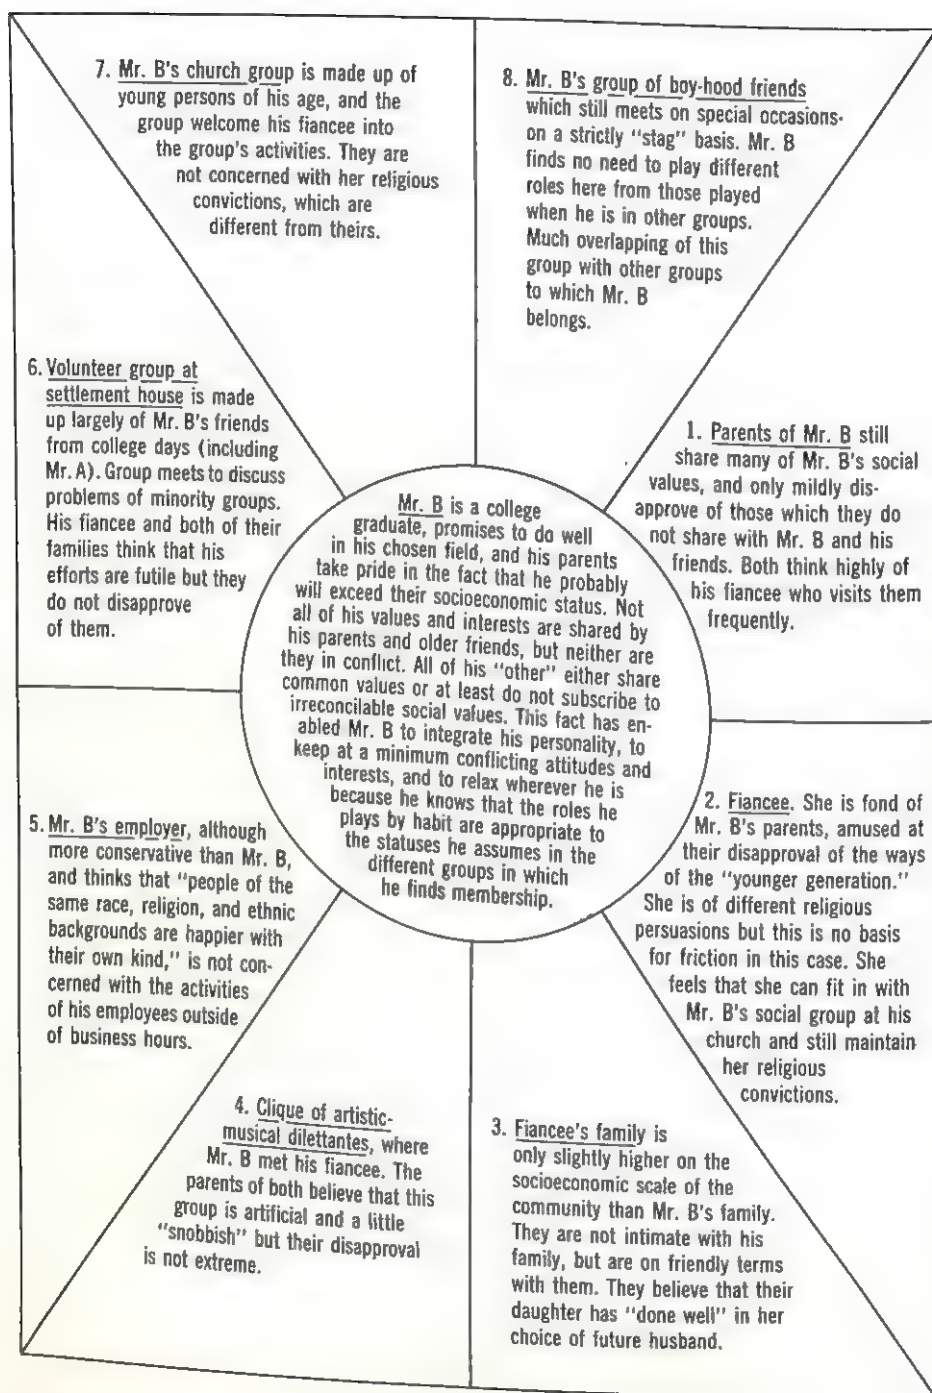 7. Mr. B's church group is made up of
young persons of his age, and the
group welcome his fiancee into
the group's activities. They are
not concerned with her religious
convictions, which are
different from theirs.
8. Mr. B's group of boy-hood friends
which still meets on special occasions-
on a strictly "stag" basis. Mr. B
finds no need to play different
roles here from those played
when he is in other groups.
Much overlapping of this
group with other groups
to which Mr. B
belongs.
6. Volunteer group at
settlement house is made
up largely of Mr. B's friends
from college days (including
Mr. A). Group meets to discuss
problems of minority groups.
His fiancee and both of their
families think that his
efforts are futile but they
do not disapprove
of them.
1. Parents of Mr. B still
share many of Mr. B's social
values, and only mildly dis-
approve of those which they do
not share with Mr. B and his
friends. Both think highly of
his fiancee who visits them
frequently.
Mr. B is a college
graduate, promises to do well
in his chosen field, and his parents
take pride in the fact that he probably
will exceed their socioeconomic status. Not
all of his values and interests are shared by
his parents and older friends, but neither are
they in conflict. All of his "other" either share
common values or at least do not subscribe to
irreconcilable social values. This fact has en-
abled Mr. B to integrate his personality, to
keep at a minimum conflicting attitudes and
interests, and to relax wherever he is
because he knows that the roles he
plays by habit are appropriate to
the statuses he assumes in the
different groups in which
he finds membership.
5. Mr. B's employer, although
more conservative than Mr. B,
and thinks that "people of the
same race, religion, and ethnic
backgrounds are happier with
their own kind," is not con-
cerned with the activities
of his employees outside
of business hours.
2. Fiancee. She is fond of
Mr. B's parents, amused at
their disapproval of the ways
of the "younger generation."
She is of different religious
persuasions but this is no basis
for friction in this case. She
feels that she can fit in with
Mr. B's social group at his
church and still maintain
her religious
convictions.
4. Clique of artistic-
musical dilettantes, where
Mr. B met his fiancee. The
parents of both believe that this
group is artificial and a little
"snobbish" but their disapproval
is not extreme.
3. Fiancee's family is
only slightly higher on the
socioeconomic scale of the
community than Mr. B's family.
They are not intimate with his
family, but are on friendly terms
with them. They believe that their
daughter has "done well" in her
choice of future husband.